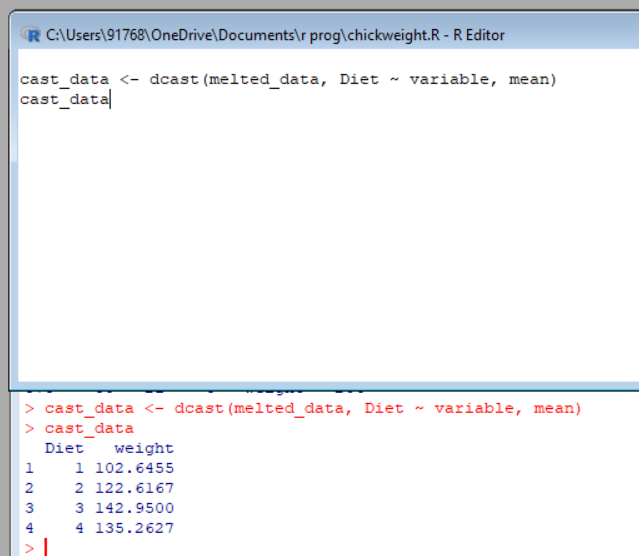 C:\Users\91768\OneDrive\Documents\r prog\chickweight.R - R Editor
cast_data <- dcast(melted_data, Diet ~ variable, mean)
cast_data
> cast_data <- dcast(melted_data, Diet ~ variable, mean)
> cast_data
  Diet   weight
1    1 102.6455
2    2 122.6167
3    3 142.9500
4    4 135.2627
>